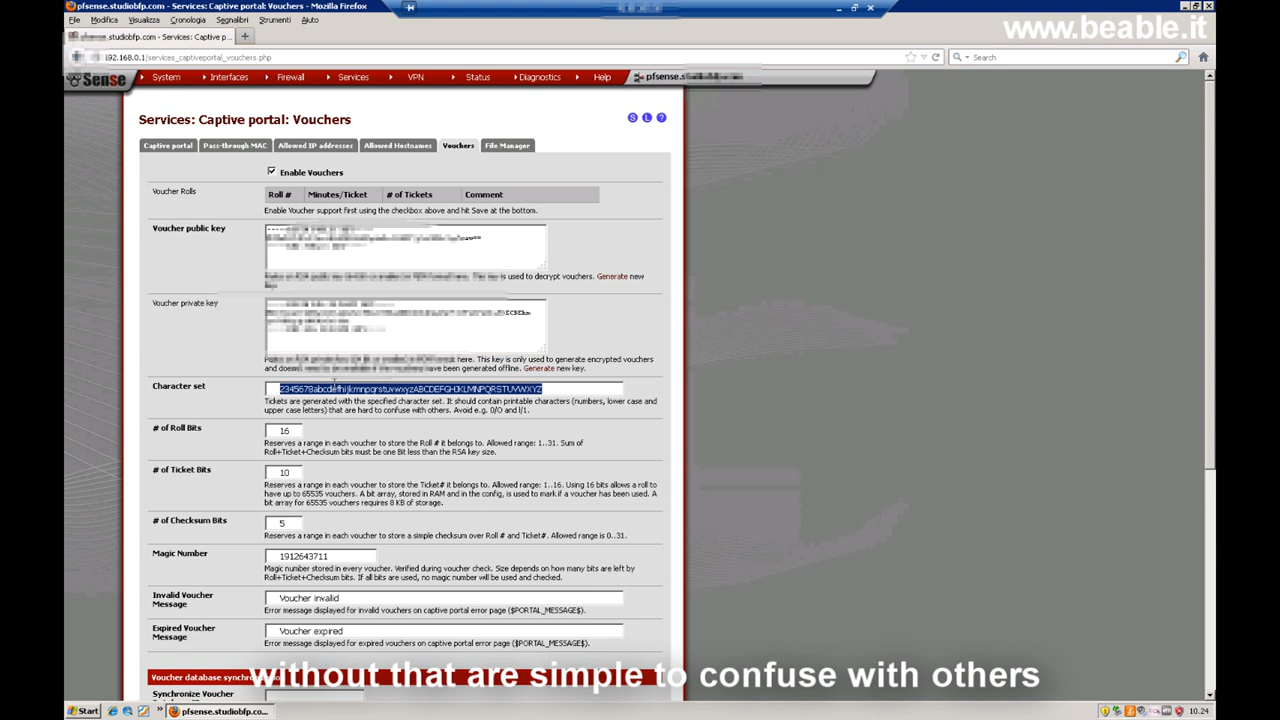 pfsense.studiobfp.com - Services: Captive portal: Vouchers - Mozilla Firefox
File Modifica Visualizza Cronologia Segnalibri Strumenti Aiuto
www.beable.it
pfsense.studiobfp.com - Services: Captive p...
192.168.0.1/services_captiveportal_vouchers.php
Search
Sense System Interfaces Firewall Services VPN Status Diagnostics Help pfsense.
Services: Captive portal: Vouchers
Captive portal Pass-through MAC Allowed IP addresses Allowed Hostnames Vouchers File Manager
Enable Vouchers
Voucher Rolls
Roll # Minutes/Ticket # of Tickets Comment
Enable Voucher support first using the checkbox above and hit Save at the bottom.
Voucher public key
is used to decrypt vouchers. Generate new
Voucher private key
here. This key is only used to generate encrypted vouchers
and doesn't have been generated offline. Generate new key.
Character set
2345678abcdefhijkmnpqrstuvwxyzABCDEFGHJKLMNPQRSTUVWXYZ
Tickets are generated with the specified character set. It should contain printable characters (numbers, lower case and
upper case letters) that are hard to confuse with others. Avoid e.g. 0/O and l/1.
# of Roll Bits
16
Reserves a range in each voucher to store the Roll # it belongs to. Allowed range: 1..31. Sum of
Roll+Ticket+Checksum bits must be one Bit less than the RSA key size.
# of Ticket Bits
10
Reserves a range in each voucher to store the Ticket# it belongs to. Allowed range: 1..16. Using 16 bits allows a roll to
have up to 65535 vouchers. A bit array, stored in RAM and in the config, is used to mark if a voucher has been used. A
bit array for 65535 vouchers requires 8 KB of storage.
# of Checksum Bits
5
Reserves a range in each voucher to store a simple checksum over Roll # and Ticket#. Allowed range is 0..31.
Magic Number
1912643711
Magic number stored in every voucher. Verified during voucher check. Size depends on how many bits are left by
Roll+Ticket+Checksum bits. If all bits are used, no magic number will be used and checked.
Invalid Voucher
Message
Voucher invalid
Error message displayed for invalid vouchers on captive portal error page ($PORTAL_MESSAGE$).
Expired Voucher
Message
Voucher expired
Error message displayed for expired vouchers on captive portal error page ($PORTAL_MESSAGE$).
Voucher database synchro
without that are simple to confuse with others
Synchronize Voucher
Start
pfsense.studiobfp.co...
10.24